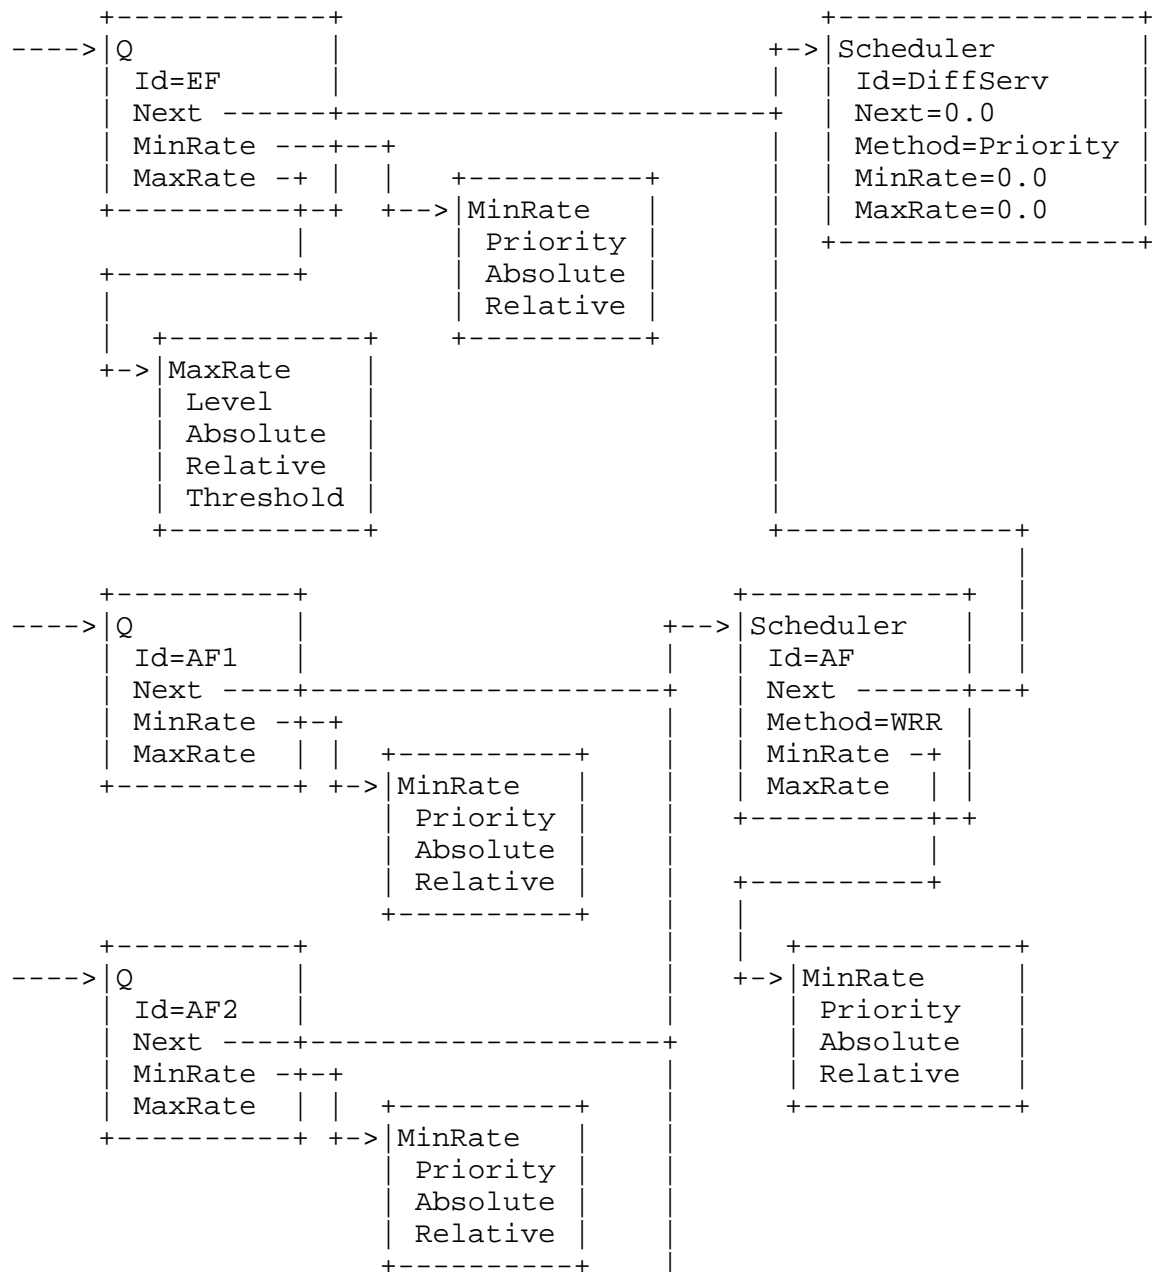 +-------------+                           +-----------------+
---->|Q            |                        +->|Scheduler        |
     | Id=EF       |                        |  | Id=DiffServ     |
     | Next -------+------------------------+  | Next=0.0        |
     | MinRate ---+--+                      |  | Method=Priority |
     | MaxRate -+ |  |   +----------+       |  | MinRate=0.0     |
     +----------+-+  +-->|MinRate   |       |  | MaxRate=0.0     |
                |        | Priority |       |  +-----------------+
     +----------+        | Absolute |       |
     |                   | Relative |       |
     |  +-----------+    +----------+       |
     +->|MaxRate    |                       |
        | Level     |                       |
        | Absolute  |                       |
        | Relative  |                       |
        | Threshold |                       |
        +-----------+                       +-------------+
                                                          |
     +----------+                         +------------+  |
---->|Q         |                     +-->|Scheduler   |  |
     | Id=AF1   |                     |   | Id=AF      |  |
     | Next ----+---------------------+   | Next ------+--+
     | MinRate -+-+                   |   | Method=WRR |
     | MaxRate  | |  +----------+     |   | MinRate -+ |
     +----------+ +->|MinRate   |     |   | MaxRate  | |
                     | Priority |     |   +----------+-+
                     | Absolute |     |              |
                     | Relative |     |   +----------+
                     +----------+     |   |
     +----------+                     |   |  +------------+
---->|Q         |                     |   +->|MinRate     |
     | Id=AF2   |                     |      | Priority   |
     | Next ----+---------------------+      | Absolute   |
     | MinRate -+-+                   |      | Relative   |
     | MaxRate  | |  +----------+     |      +------------+
     +----------+ +->|MinRate   |     |
                     | Priority |     |
                     | Absolute |     |
                     | Relative |     |
                     +----------+     |